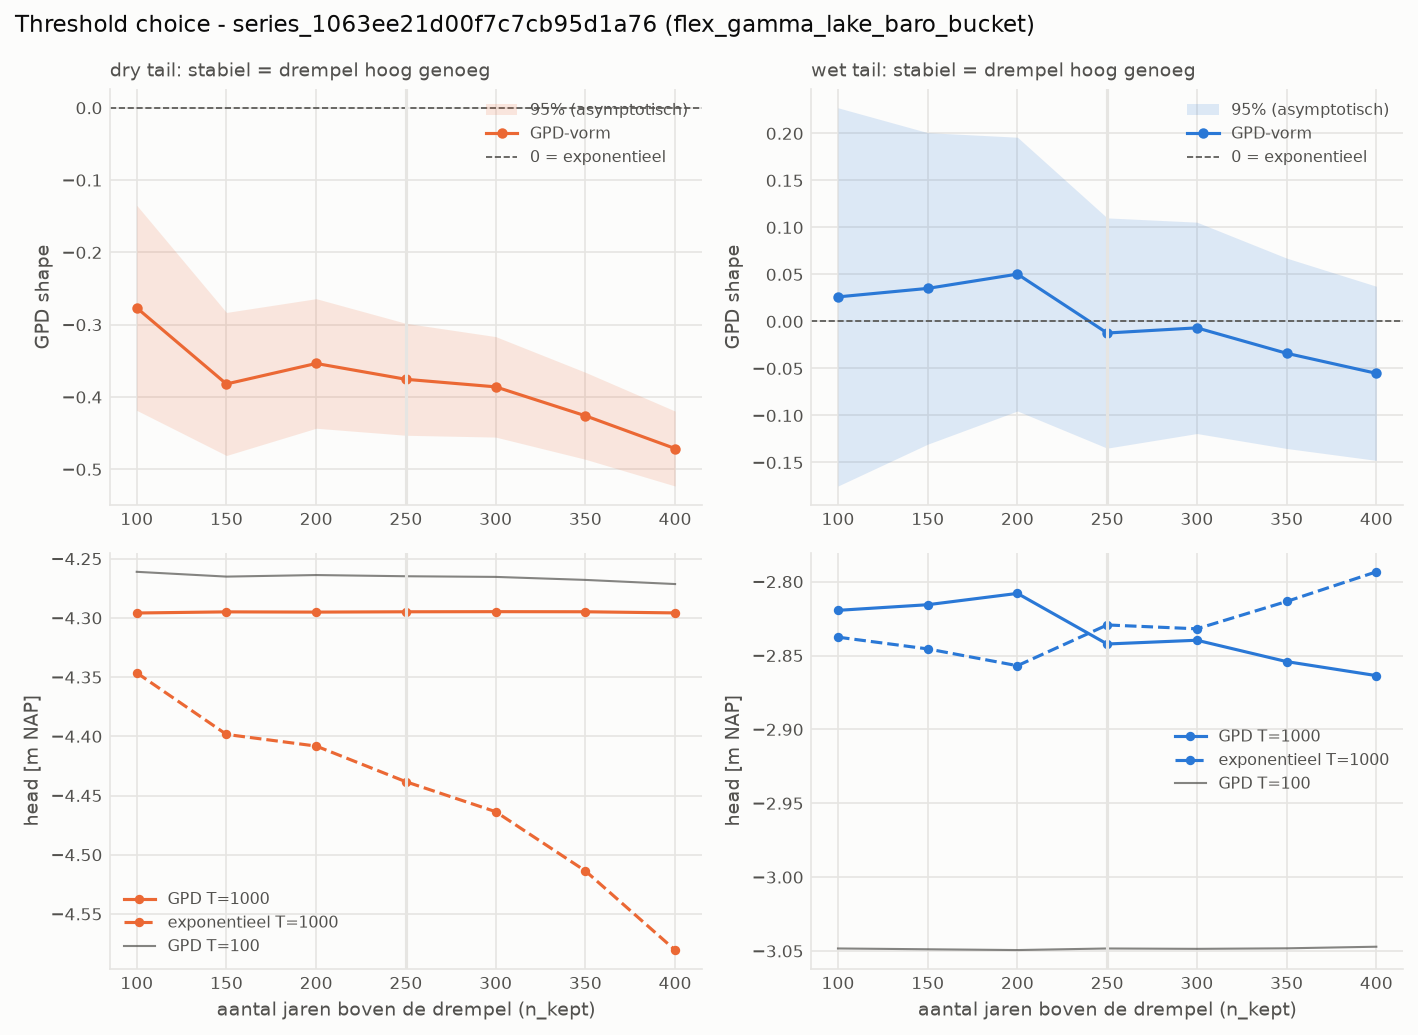 Threshold choice - series_1063ee21d00f7c7cb95d1a76 (flex_gamma_lake_baro_bucket)
dry tail: stabiel = drempel hoog genoeg
GPD shape
0.0
−0.1
−0.2
−0.3
−0.4
−0.5
95% (asymptotisch)
GPD-vorm
0 = exponentieel
100 150 200 250 300 350 400
wet tail: stabiel = drempel hoog genoeg
GPD shape
0.20
0.15
0.10
0.05
0.00
−0.05
−0.10
−0.15
95% (asymptotisch)
GPD-vorm
0 = exponentieel
100 150 200 250 300 350 400
head [m NAP]
−4.25
−4.30
−4.35
−4.40
−4.45
−4.50
−4.55
GPD T=1000
exponentieel T=1000
GPD T=100
100 150 200 250 300 350 400
aantal jaren boven de drempel (n_kept)
head [m NAP]
−2.80
−2.85
−2.90
−2.95
−3.00
−3.05
GPD T=1000
exponentieel T=1000
GPD T=100
100 150 200 250 300 350 400
aantal jaren boven de drempel (n_kept)